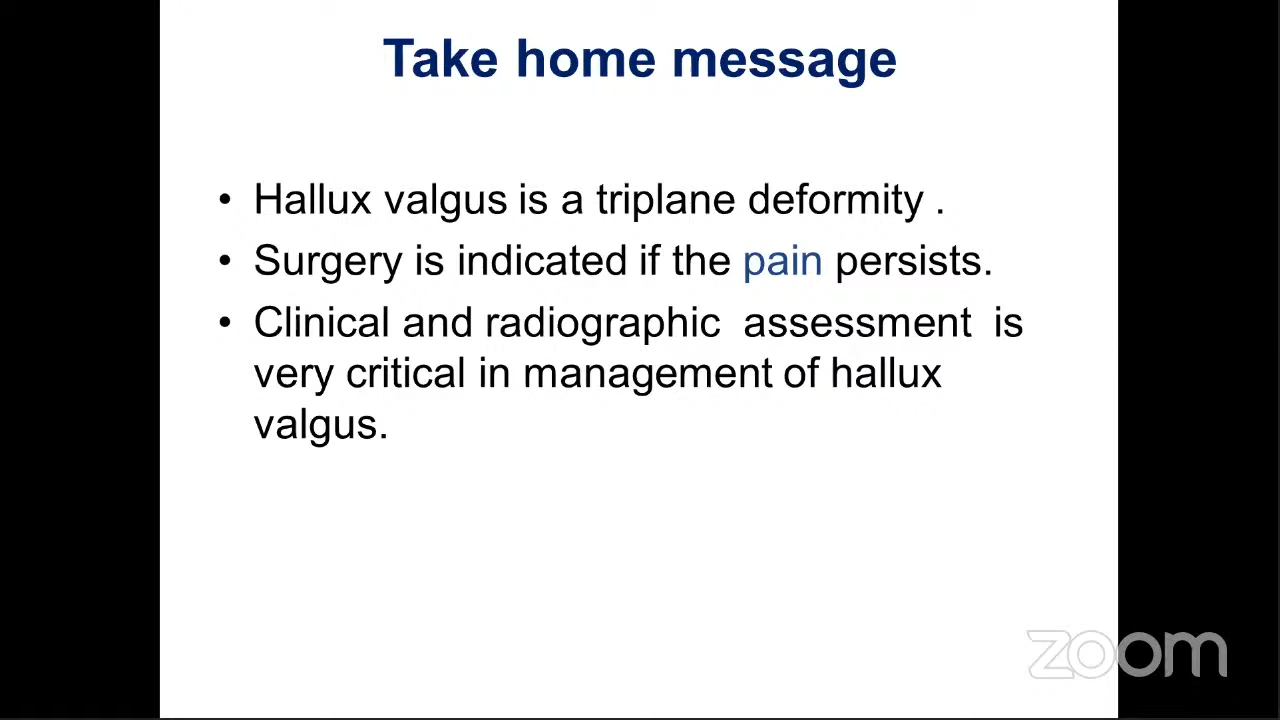 Take home message
• Hallux valgus is a triplane deformity .
• Surgery is indicated if the pain persists.
• Clinical and radiographic  assessment  is
very critical in management of hallux
valgus.
zoom